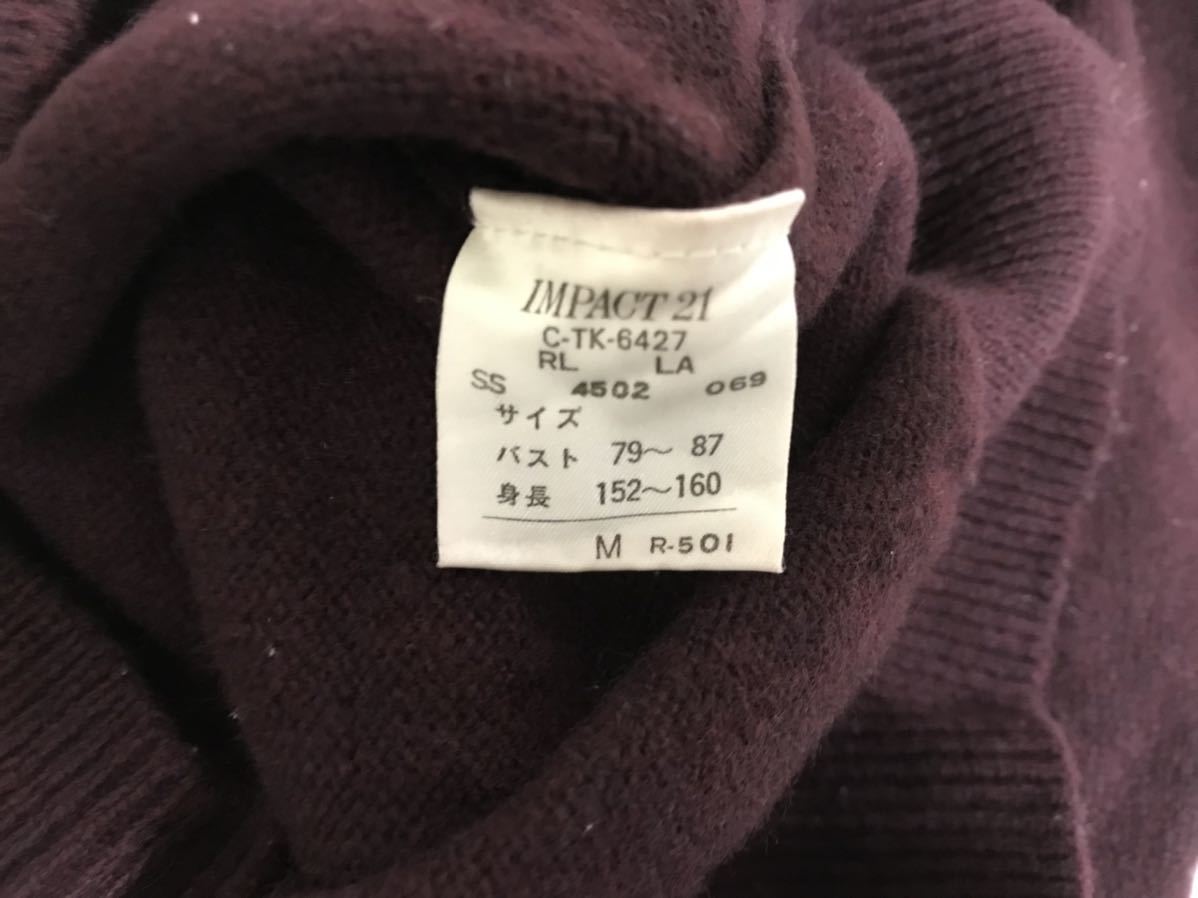 IMPACT 21
C-TK-6427
RL LA
SS 4502 069
サイズ
バスト 79～ 87
身長 152～160
M R-501